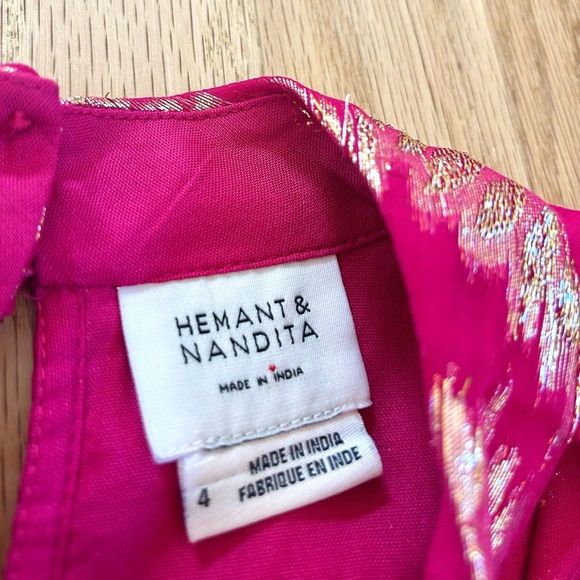 HEMANT &
NANDITA
MADE IN INDIA
4
MADE IN INDIA
FABRIQUE EN INDE